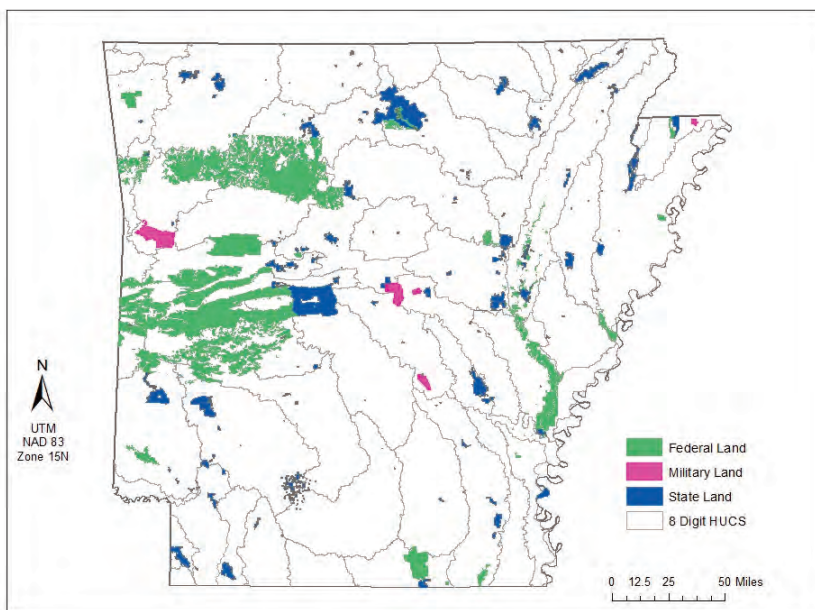 N
UTM
NAD 83
Zone 15N
Federal Land
Military Land
State Land
8 Digit HUCS
0 12.5 25 50 Miles